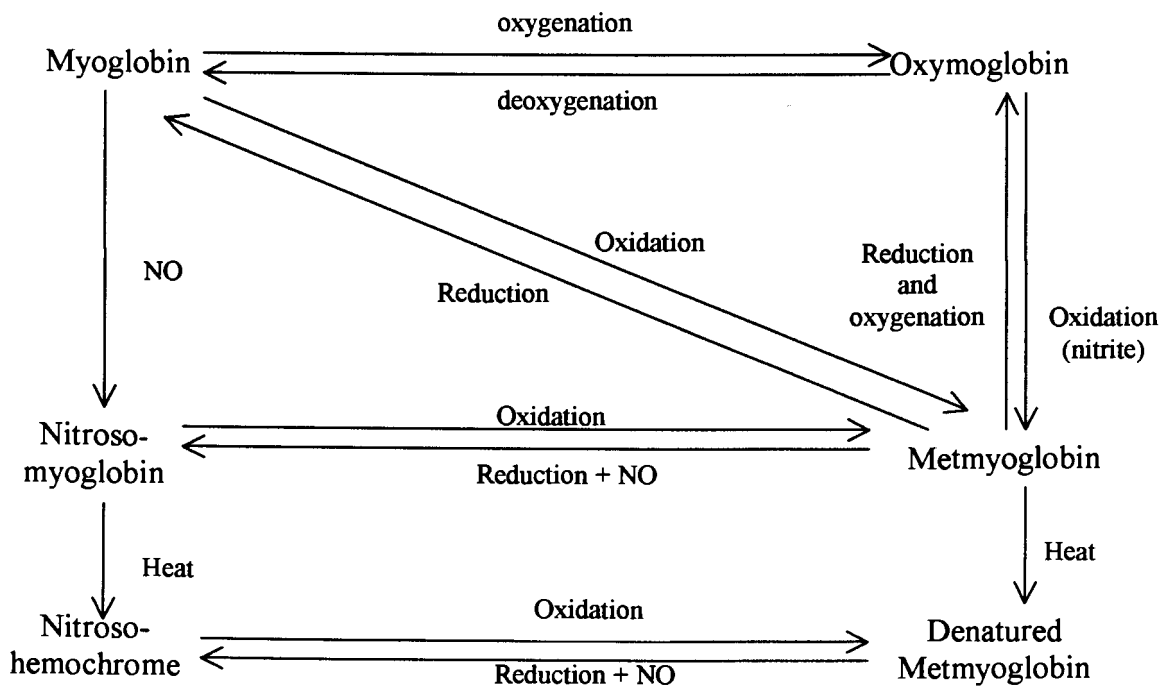 oxygenation
Myoglobin
Oxymoglobin
deoxygenation
Oxidation
Reduction
NO
Reduction
and
oxygenation
Oxidation
(nitrite)
Nitroso-
myoglobin
Oxidation
Reduction + NO
Metmyoglobin
Heat
Heat
Nitroso-
hemochrome
Oxidation
Reduction + NO
Denatured
Metmyoglobin